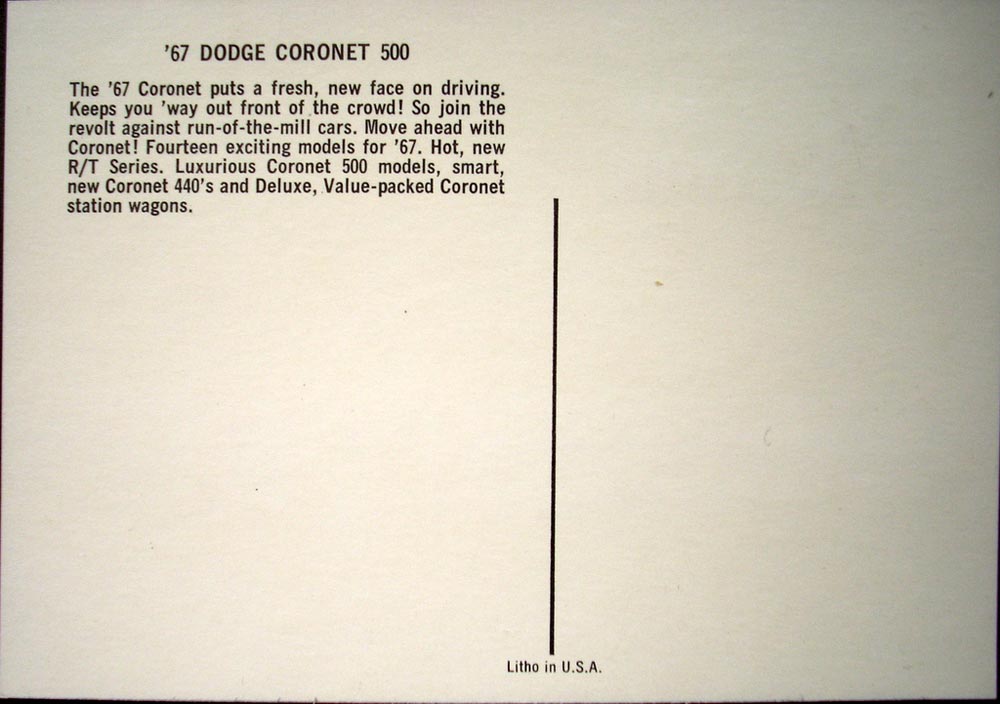 '67 DODGE CORONET 500
The '67 Coronet puts a fresh, new face on driving.
Keeps you 'way out front of the crowd! So join the
revolt against run-of-the-mill cars. Move ahead with
Coronet! Fourteen exciting models for '67. Hot, new
R/T Series. Luxurious Coronet 500 models, smart,
new Coronet 440's and Deluxe, Value-packed Coronet
station wagons.
Litho in U.S.A.